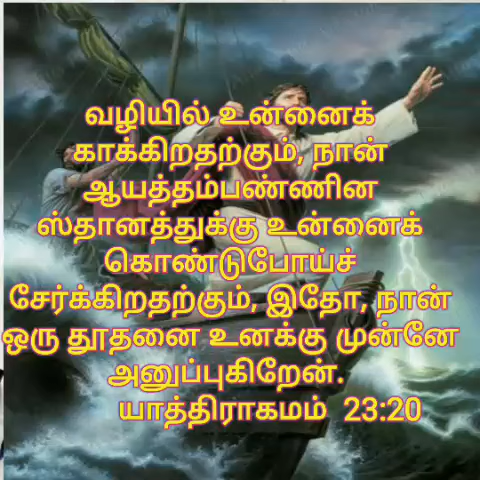 வழியில் உன்னைக்
காக்கிறதற்கும், நான்
ஆயத்தம்பண்ணின
ஸ்தானத்துக்கு உன்னைக்
கொண்டுபோய்ச்
சேர்க்கிறதற்கும், இதோ, நான்
ஒரு தூதனை உனக்கு முன்னே
அனுப்புகிறேன்.
யாத்திராகமம் 23:20